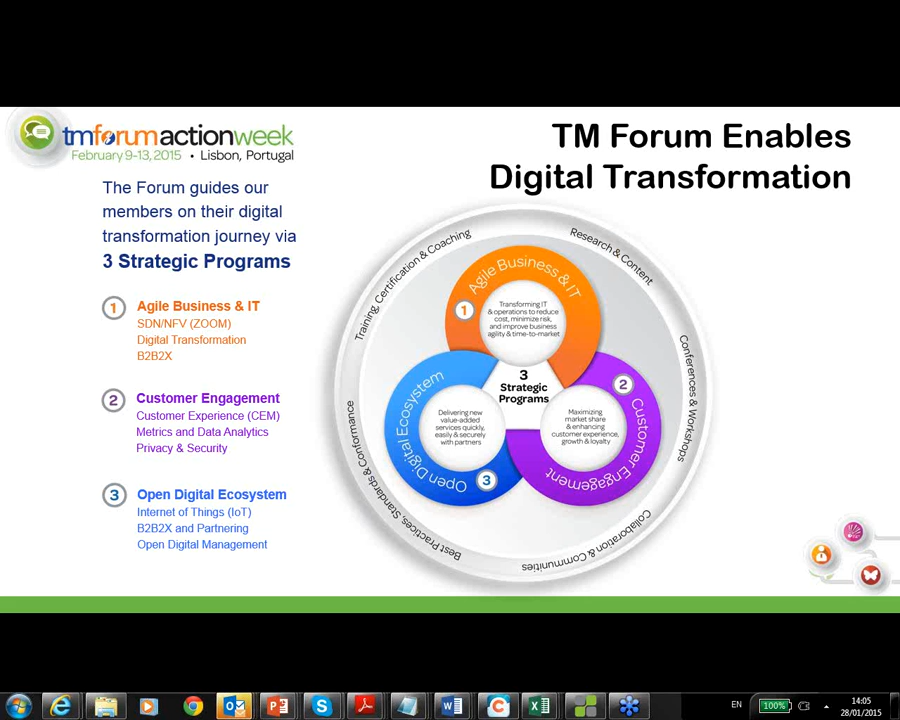 tmforumactionweek
February 9-13, 2015 • Lisbon, Portugal
TM Forum Enables
Digital Transformation
The Forum guides our
members on their digital
transformation journey via
3 Strategic Programs
1 Agile Business & IT
SDN/NFV (ZOOM)
Digital Transformation
B2B2X
2 Customer Engagement
Customer Experience (CEM)
Metrics and Data Analytics
Privacy & Security
3 Open Digital Ecosystem
Internet of Things (IoT)
B2B2X and Partnering
Open Digital Management
Training, Certification & Coaching
Research & Content
Conferences & Workshops
Collaboration & Communities
Best Practices, Standards & Conformance
Agile Business & IT
1
Transforming IT
& operations to reduce
cost, minimize risk,
and improve business
agility & time-to-market
3
Strategic
Programs
Customer Engagement
2
Maximizing
market share
& enhancing
customer experience,
growth & loyalty
Open Digital Ecosystem
3
Delivering new
value-added
services quickly,
easily & securely
with partners
EN
100%
14:05
28/01/2015